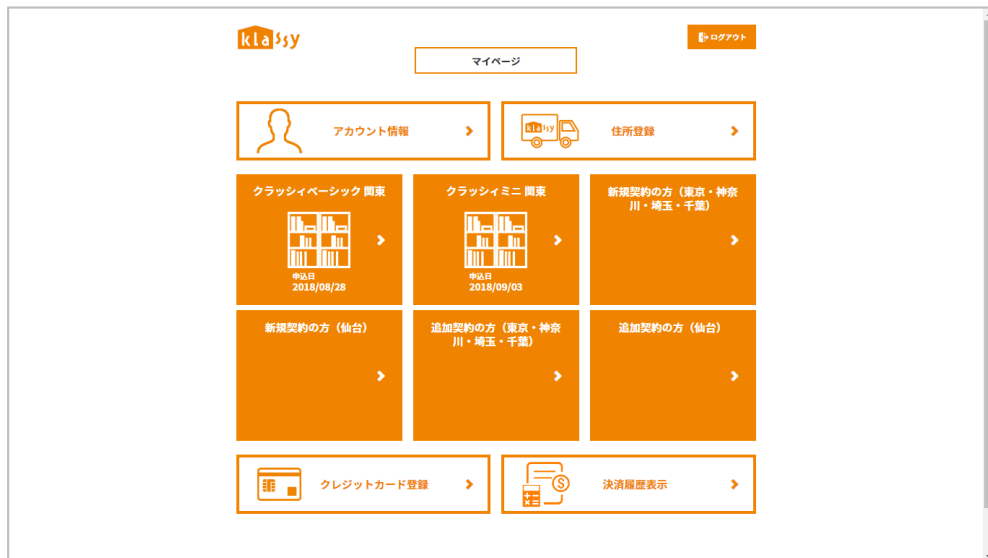 klassy
ログアウト
マイページ
アカウント情報
klassy
住所登録
クラッシィベーシック 関東
申込日
2018/08/28
クラッシィミニ 関東
申込日
2018/09/03
新規契約の方（東京・神奈
川・埼玉・千葉）
新規契約の方（仙台）
追加契約の方（東京・神奈
川・埼玉・千葉）
追加契約の方（仙台）
クレジットカード登録
決済履歴表示